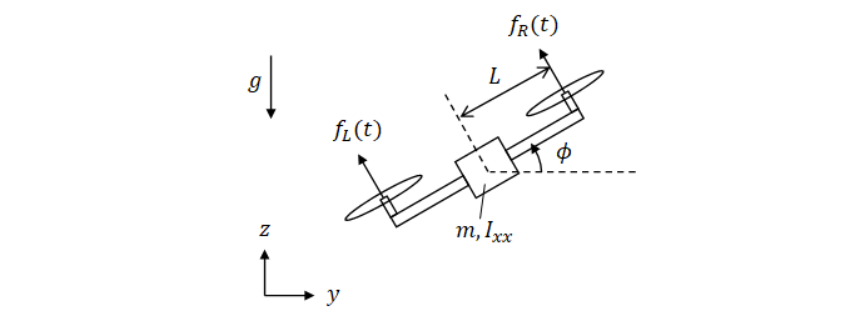 f_R(t)
L
g
f_L(t)
ϕ
m, I_xx
z
y